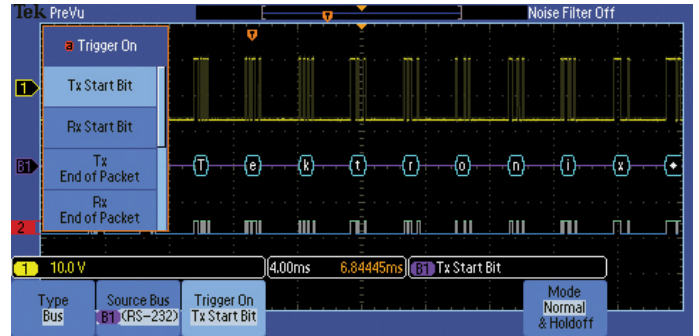 Tek PreVu
Noise Filter Off
a Trigger On
Tx Start Bit
Rx Start Bit
Tx
End of Packet
Rx
End of Packet
T
1
B1
2
T e k t r o n i x
1 10.0 V
4.00ms 6.84445ms
B1 Tx Start Bit
Type
Bus
Source Bus
B1 (RS-232)
Trigger On
Tx Start Bit
Mode
Normal
& Holdoff